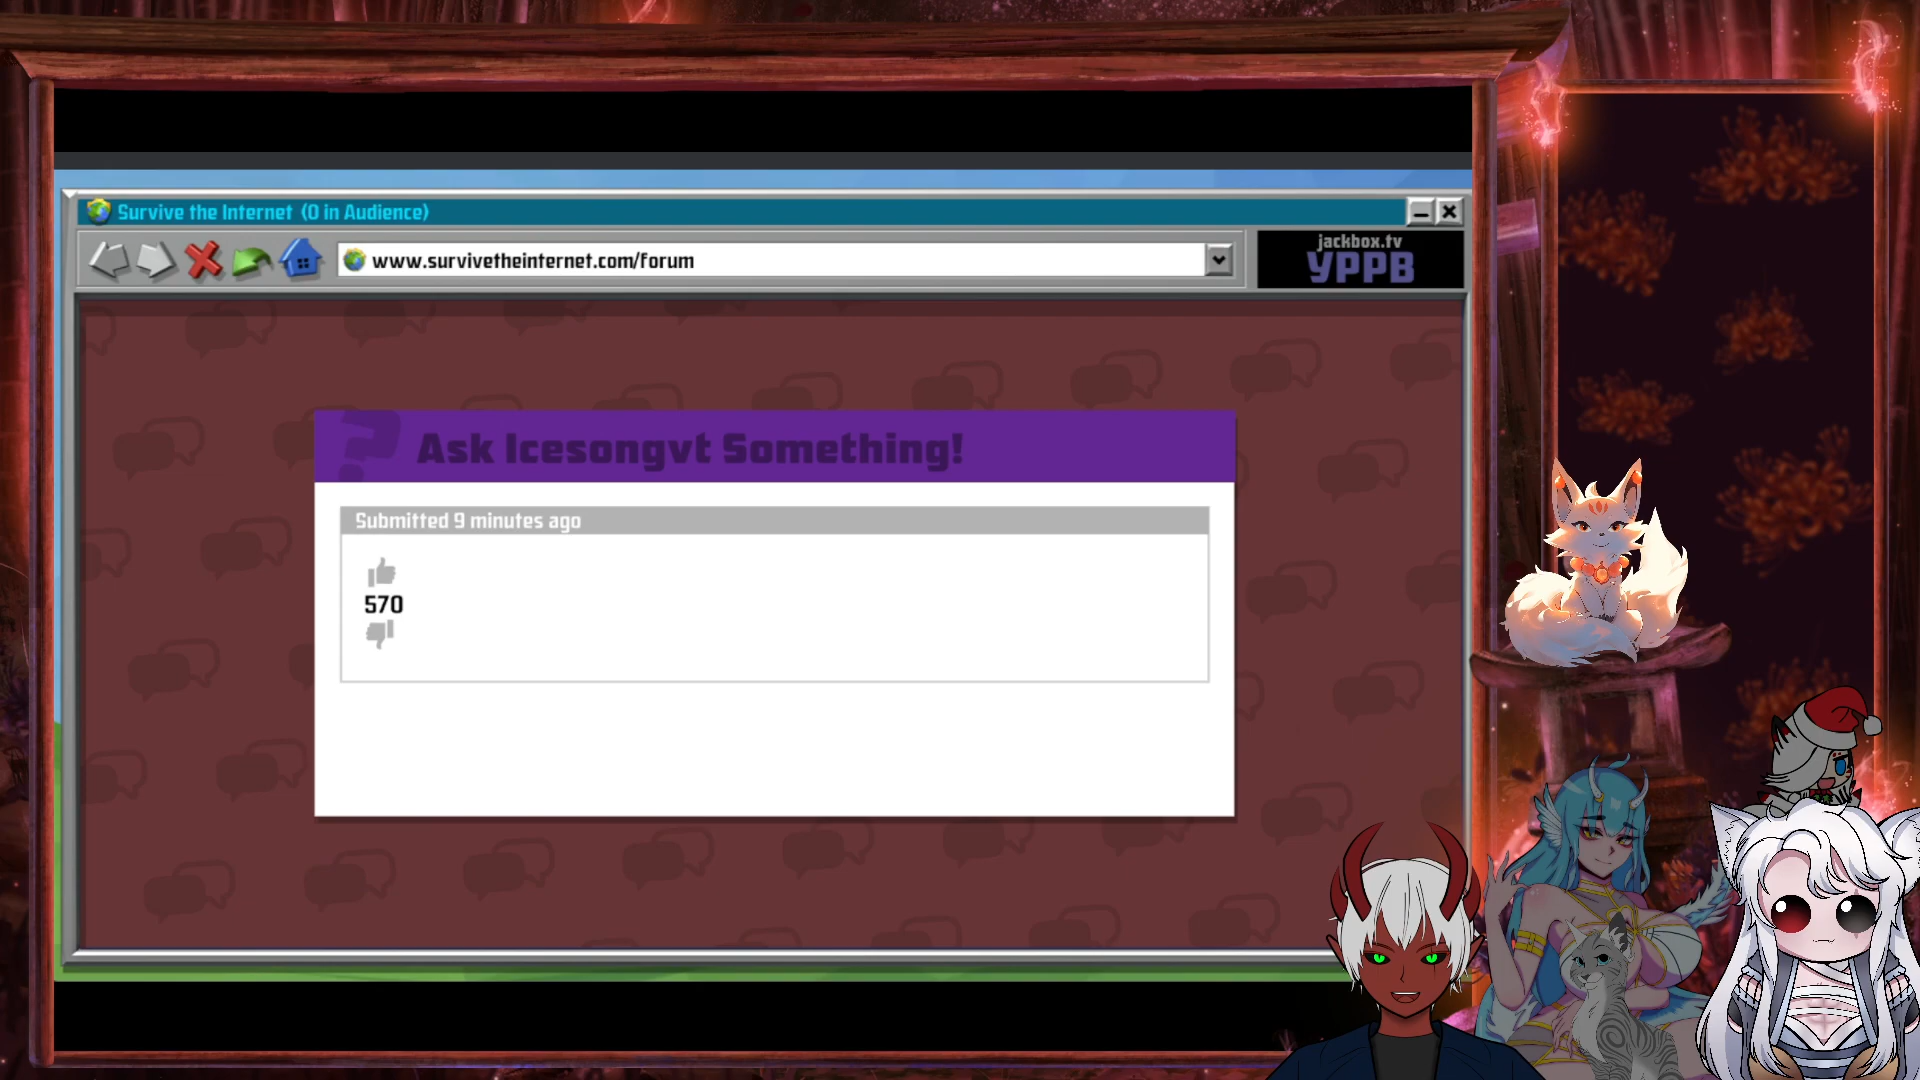 Survive the Internet (0 in Audience)
www.survivetheinternet.com/forum
jackbox.tv
YPPB
Ask Icesongvt Something!
Submitted 9 minutes ago
570